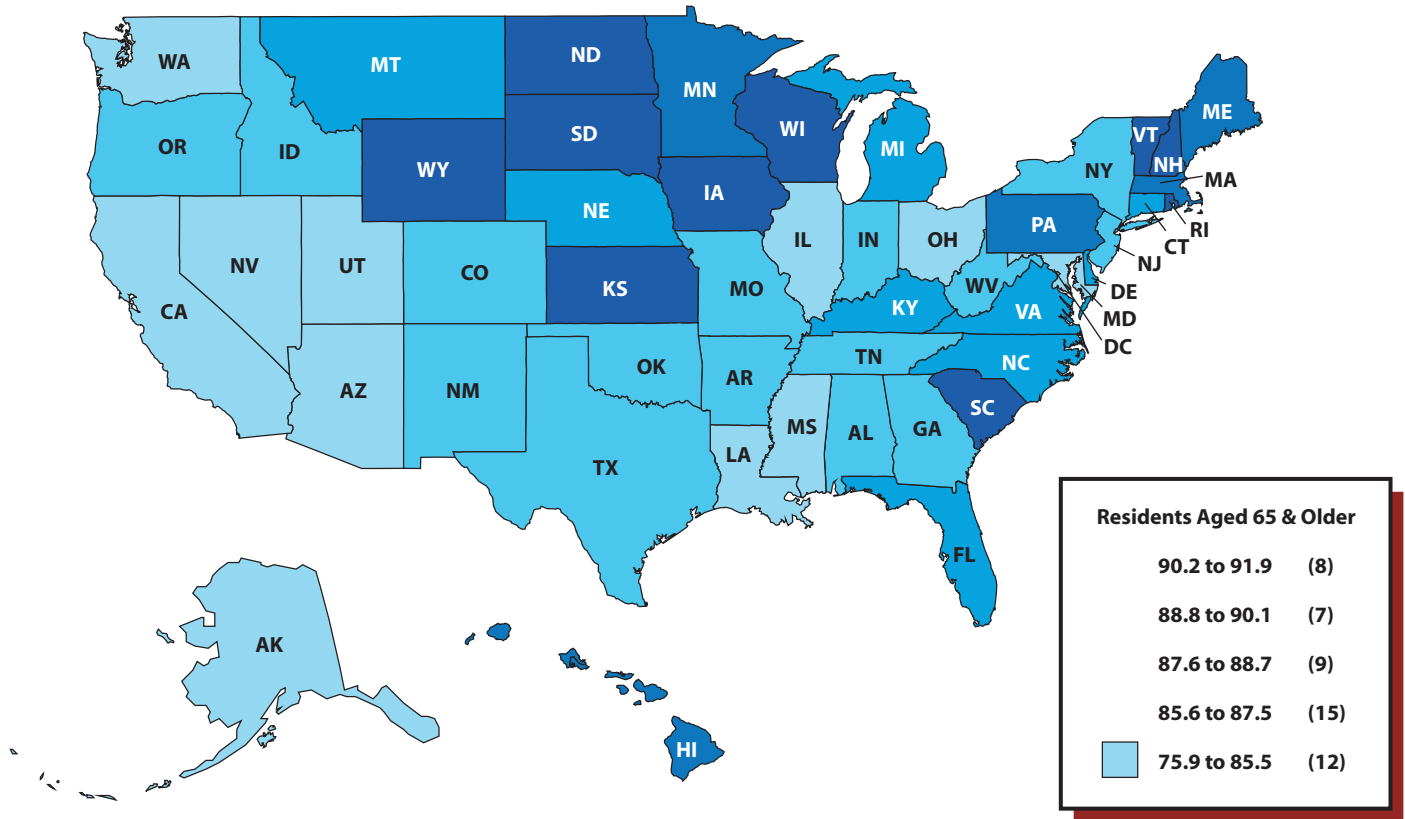 WA
MT
ND
MN
ME
OR
ID
SD
WI
VT
NH
MI
WY
NY
MA
IA
NE
PA
RI
CT
NJ
NV
UT
CO
IL
IN
OH
KS
MO
WV
DE
CA
KY
VA
MD
DC
OK
TN
NC
AZ
NM
AR
SC
MS
AL
GA
LA
TX
FL
AK
HI
Residents Aged 65 & Older
90.2 to 91.9 (8)
88.8 to 90.1 (7)
87.6 to 88.7 (9)
85.6 to 87.5 (15)
75.9 to 85.5 (12)